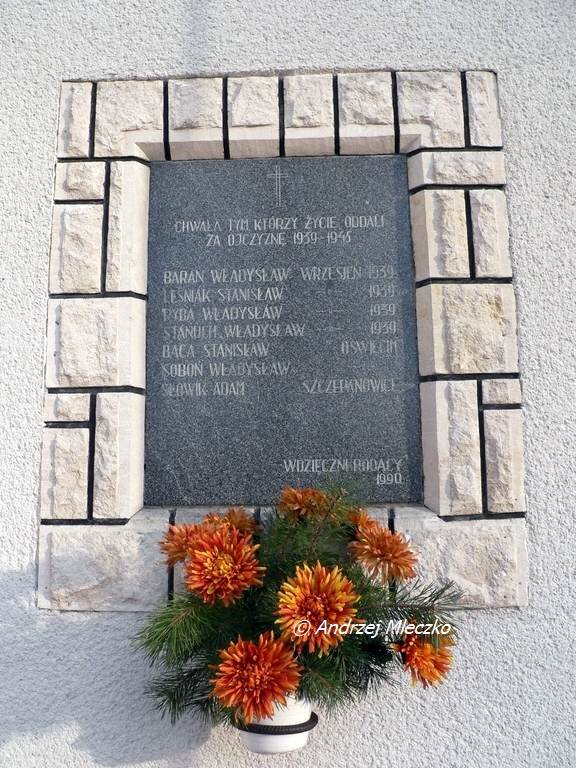 CHWAŁA TYM KTÓRZY ŻYCIE ODDALI
ZA OJCZYZNĘ 1939-1945
BARAN WŁADYSŁAW WRZESIEŃ 1939
LEŚNIAK STANISŁAW 1939
RYBA WŁADYSŁAW 1939
STANUCH WŁADYSŁAW 1939
BACA STANISŁAW OŚWIĘCIM
SOBOŃ WŁADYSŁAW
SŁOWIK ADAM SZCZEPANOWICE
WDZIĘCZNI RODACY
1990
© Andrzej Mleczko